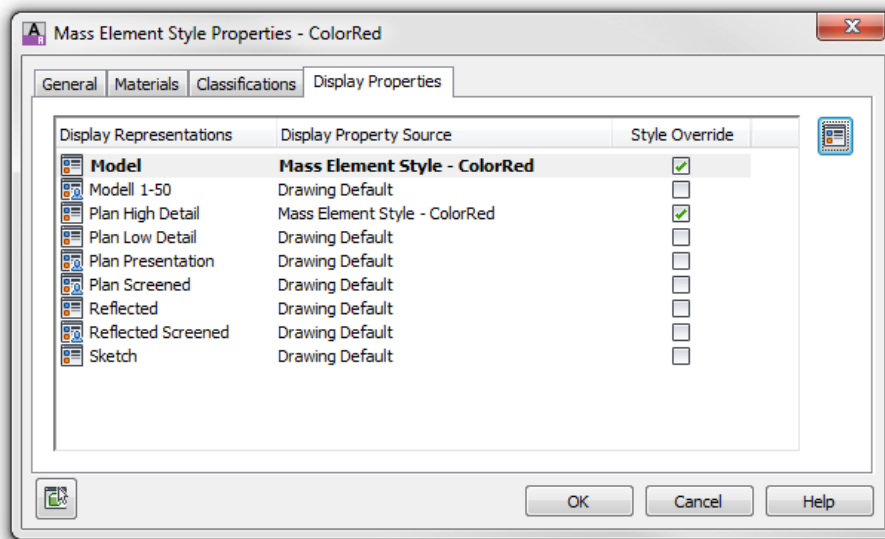 Mass Element Style Properties - ColorRed
General Materials Classifications Display Properties
Display Representations Display Property Source Style Override
Model Mass Element Style - ColorRed
Modell 1-50 Drawing Default
Plan High Detail Mass Element Style - ColorRed
Plan Low Detail Drawing Default
Plan Presentation Drawing Default
Plan Screened Drawing Default
Reflected Drawing Default
Reflected Screened Drawing Default
Sketch Drawing Default
OK Cancel Help